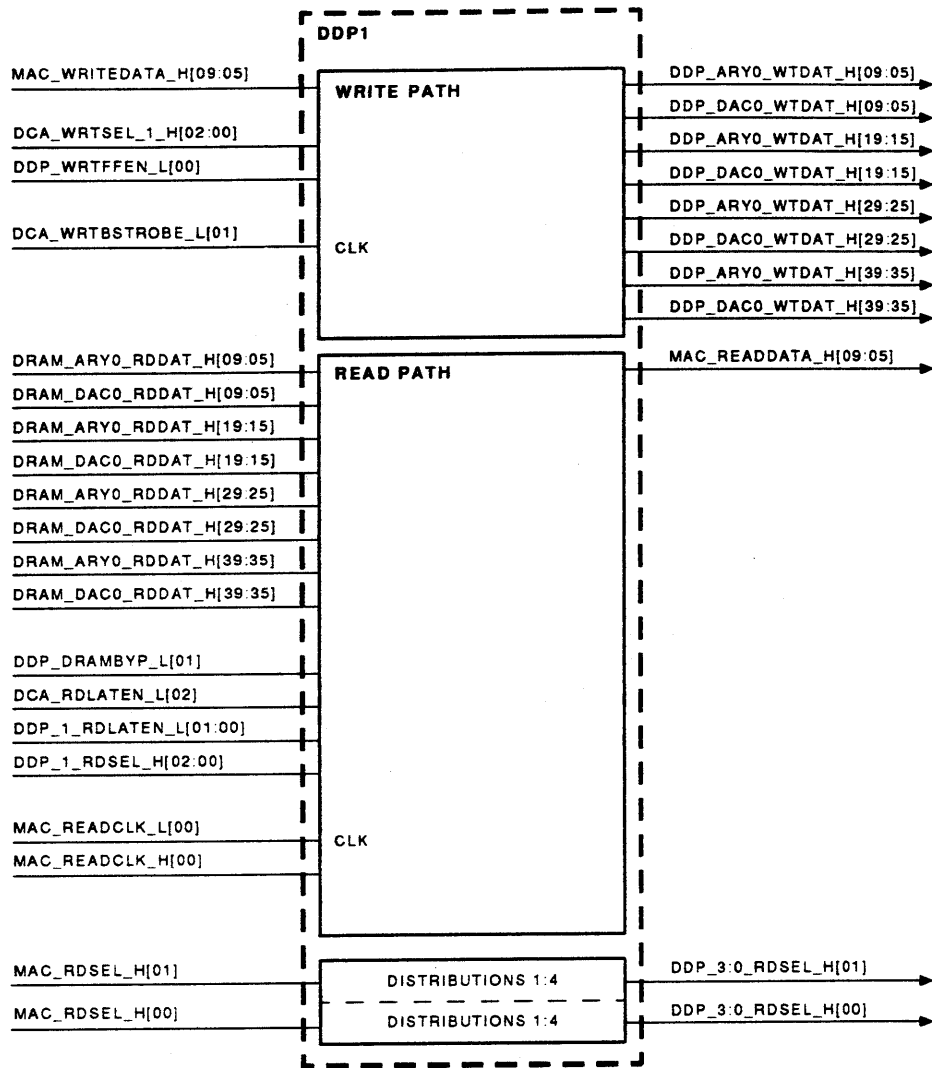 DDP1
MAC_WRITEDATA_H[09:05]
WRITE PATH
DDP_ARY0_WTDAT_H[09:05]
DDP_DAC0_WTDAT_H[09:05]
DCA_WRTSEL_1_H[02:00]
DDP_ARY0_WTDAT_H[19:15]
DDP_WRTFFEN_L[00]
DDP_DAC0_WTDAT_H[19:15]
DDP_ARY0_WTDAT_H[29:25]
DCA_WRTBSTROBE_L[01]
CLK
DDP_DAC0_WTDAT_H[29:25]
DDP_ARY0_WTDAT_H[39:35]
DDP_DAC0_WTDAT_H[39:35]
DRAM_ARY0_RDDAT_H[09:05]
READ PATH
MAC_READDATA_H[09:05]
DRAM_DAC0_RDDAT_H[09:05]
DRAM_ARY0_RDDAT_H[19:15]
DRAM_DAC0_RDDAT_H[19:15]
DRAM_ARY0_RDDAT_H[29:25]
DRAM_DAC0_RDDAT_H[29:25]
DRAM_ARY0_RDDAT_H[39:35]
DRAM_DAC0_RDDAT_H[39:35]
DDP_DRAMBYP_L[01]
DCA_RDLATEN_L[02]
DDP_1_RDLATEN_L[01:00]
DDP_1_RDSEL_H[02:00]
MAC_READCLK_L[00]
CLK
MAC_READCLK_H[00]
MAC_RDSEL_H[01]
DISTRIBUTIONS 1:4
DDP_3:0_RDSEL_H[01]
MAC_RDSEL_H[00]
DISTRIBUTIONS 1:4
DDP_3:0_RDSEL_H[00]